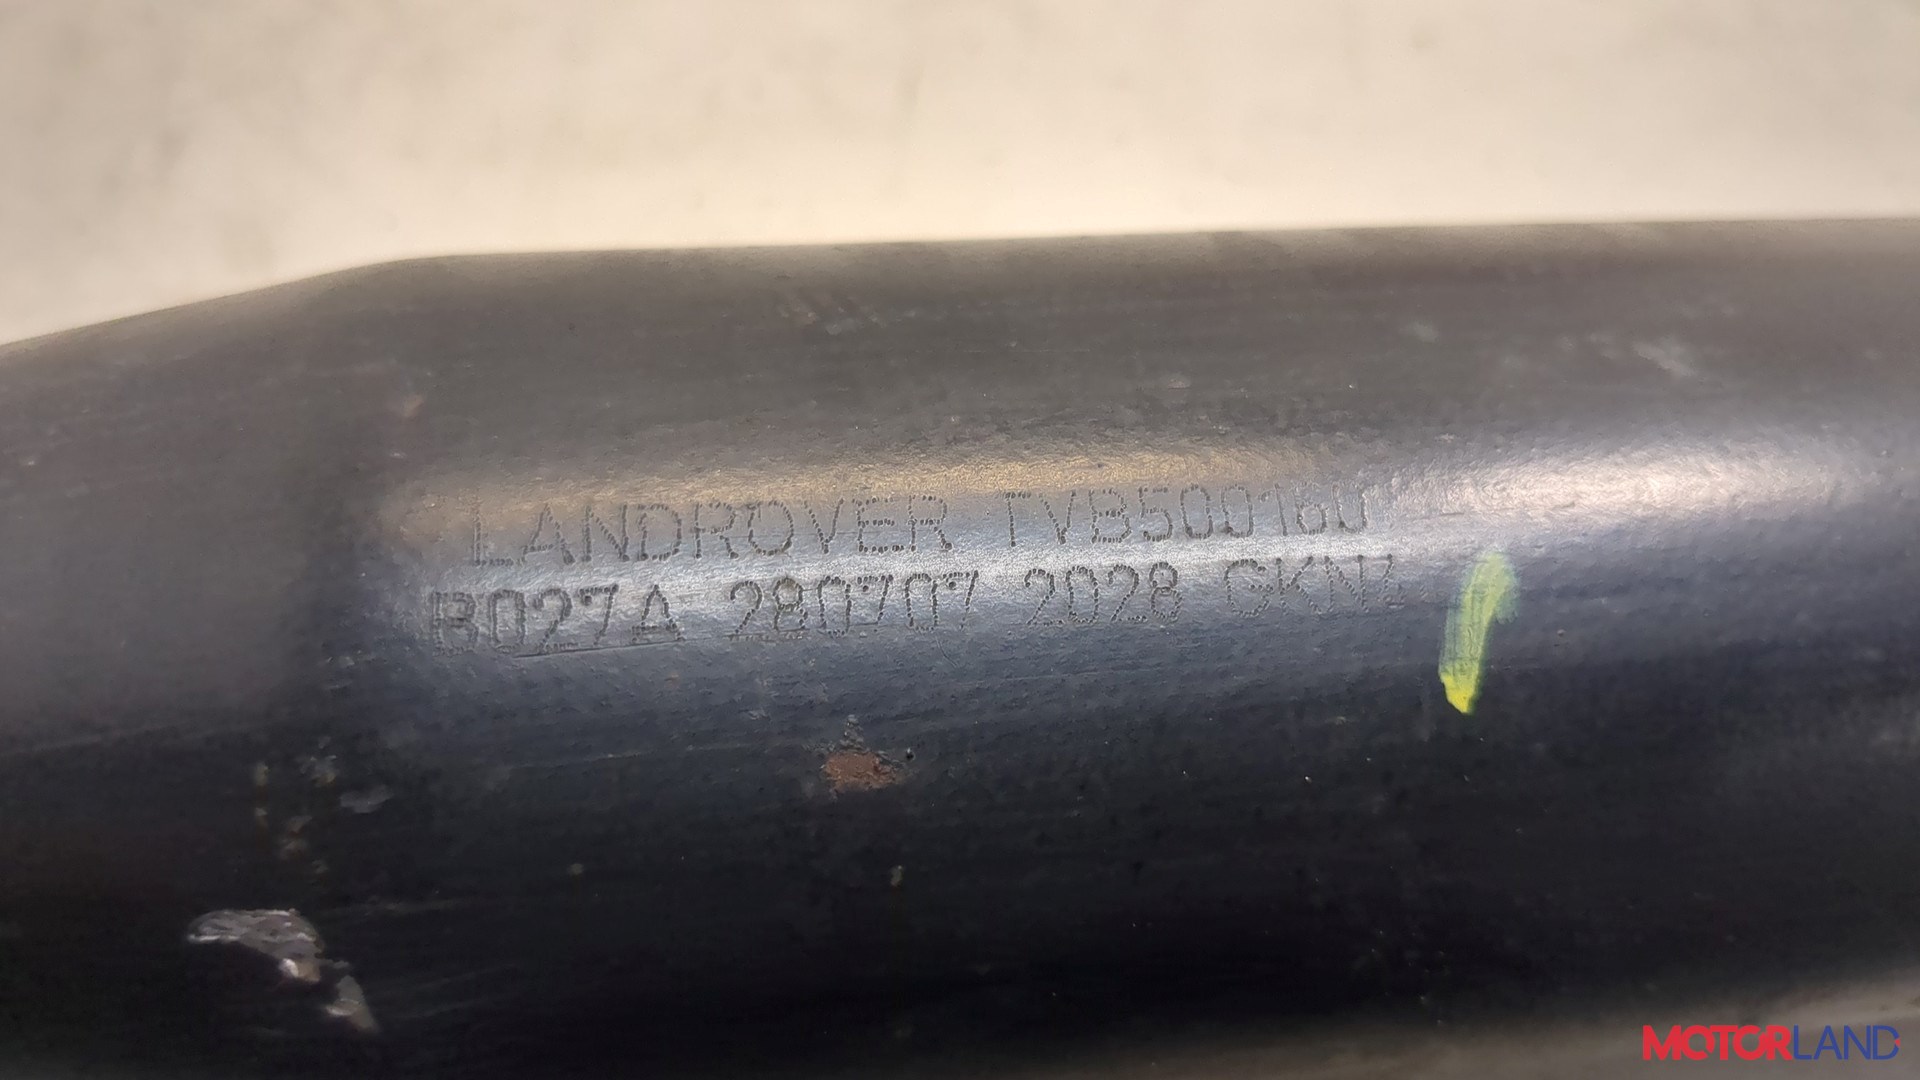 LANDROVER TVB500160
B027A 280707 2028 GKN
MOTORLAND